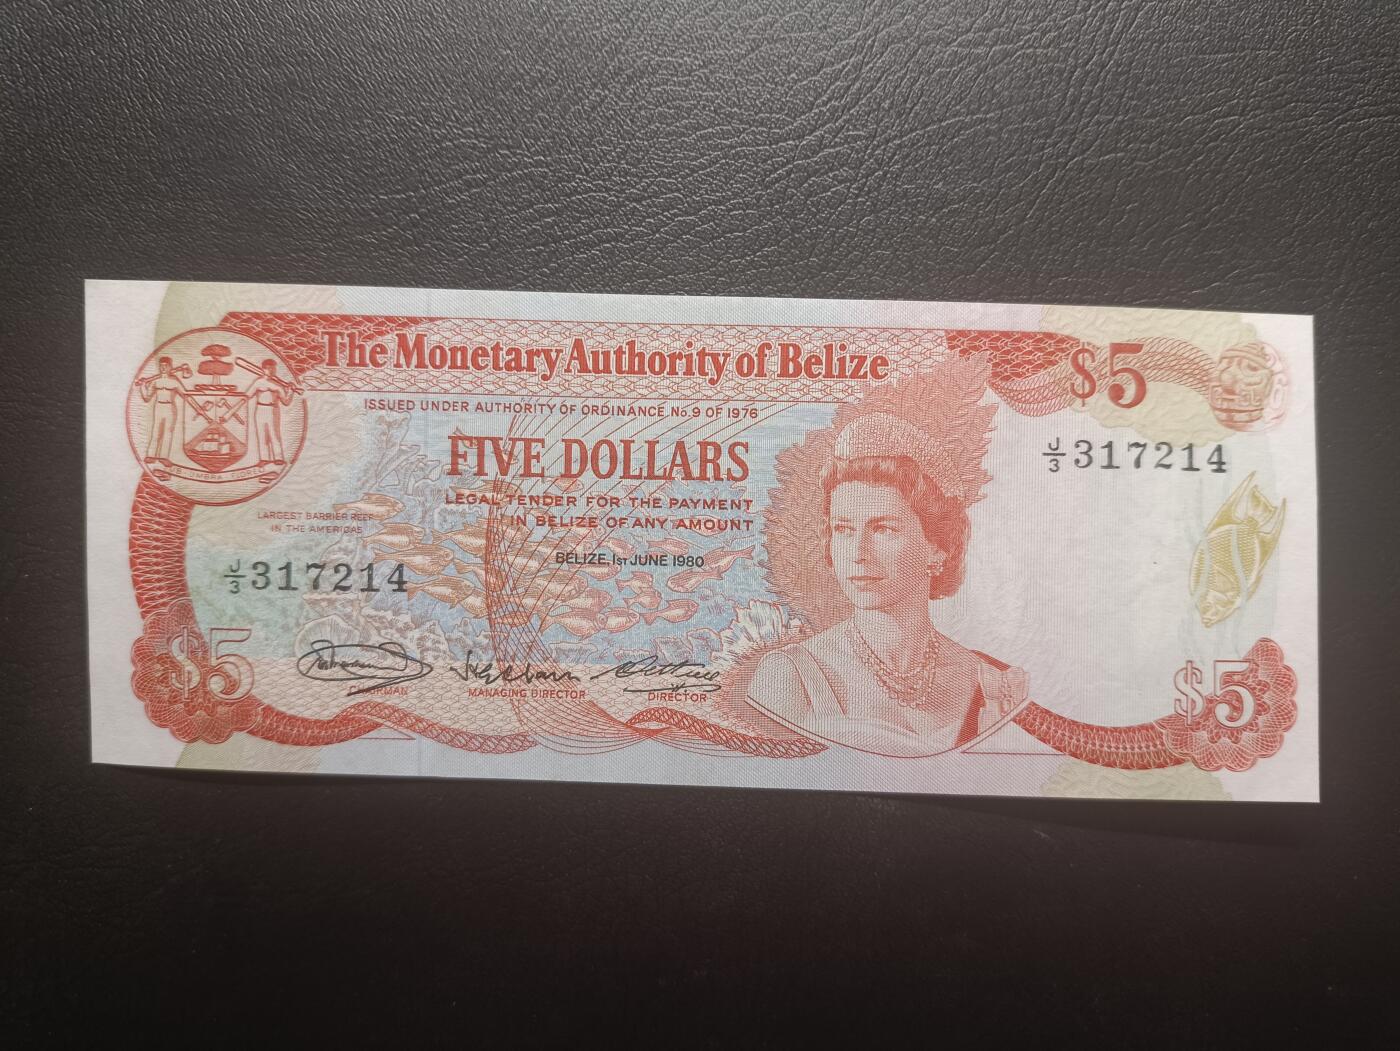 The Monetary Authority of Belize
$5
ISSUED UNDER AUTHORITY OF ORDINANCE No. 9 OF 1976
FIVE DOLLARS
J/3 317214
LEGAL TENDER FOR THE PAYMENT
IN BELIZE OF ANY AMOUNT
LARGEST BARRIER REEF
IN THE AMERICAS
BELIZE, 1ST JUNE 1980
J/3 317214
$5
CHAIRMAN
MANAGING DIRECTOR
DIRECTOR
$5